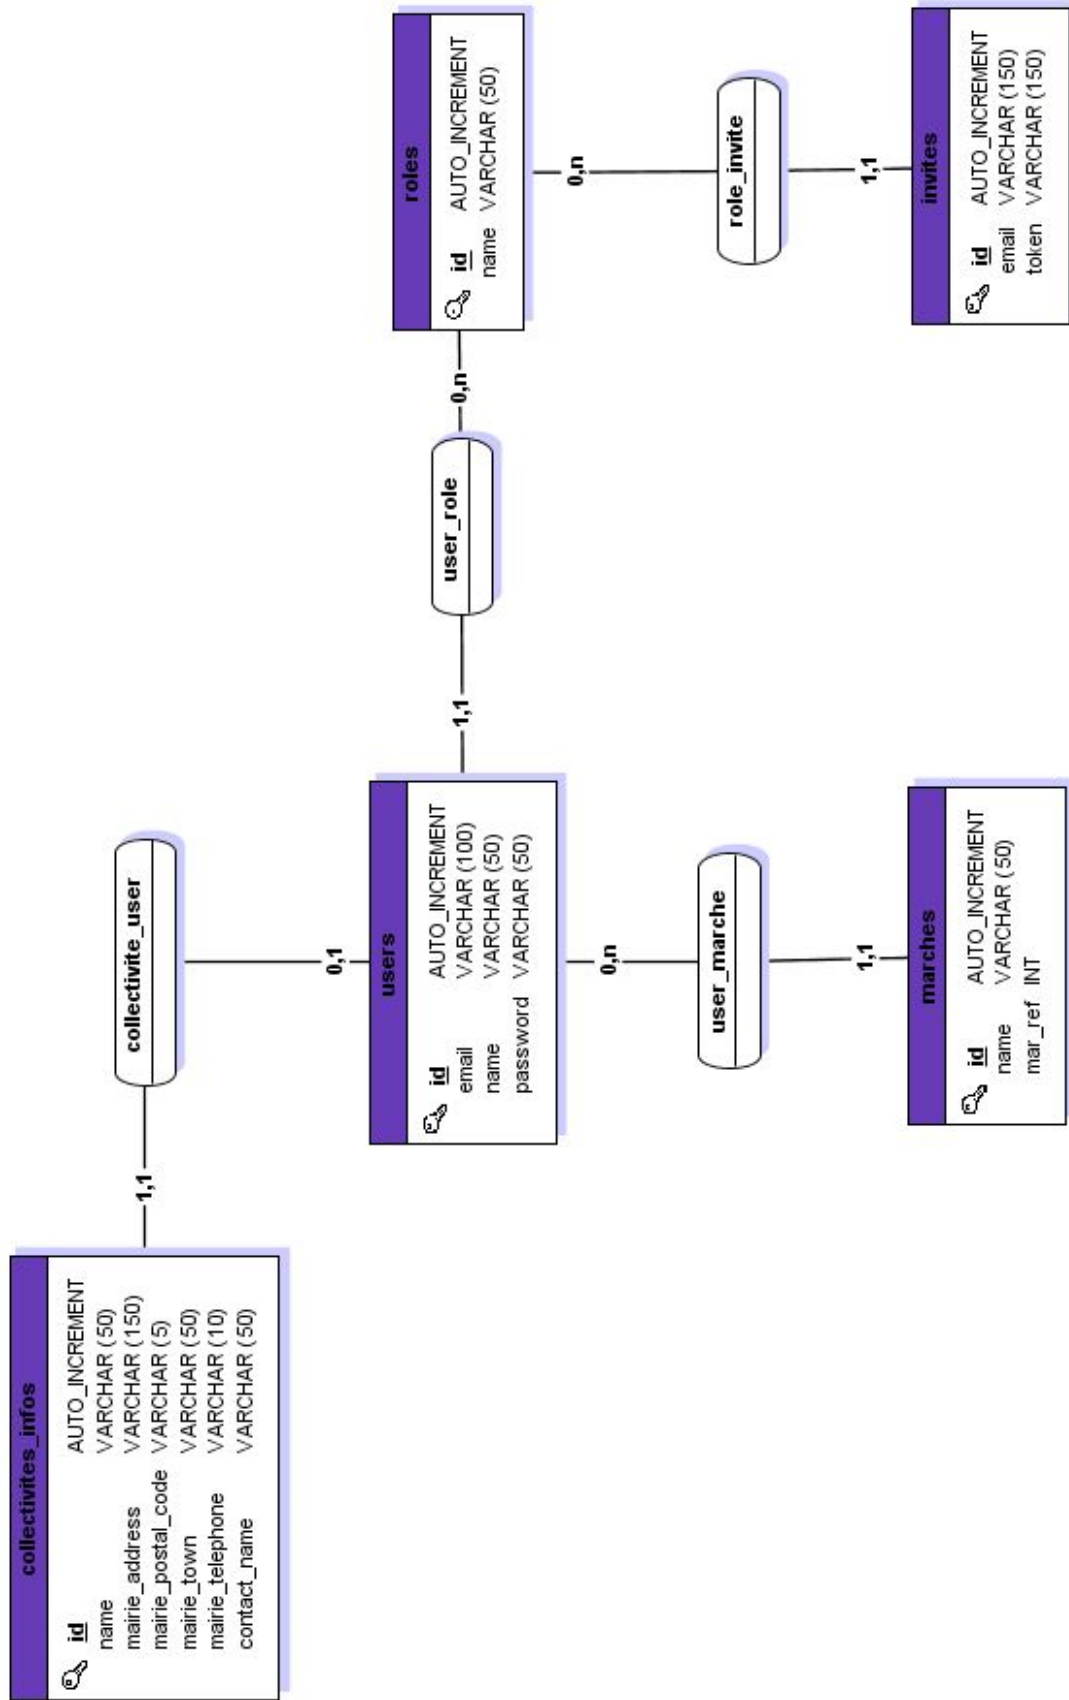 collectivites_infos
id AUTO_INCREMENT
name VARCHAR (50)
mairie_address VARCHAR (150)
mairie_postal_code VARCHAR (5)
mairie_town VARCHAR (50)
mairie_telephone VARCHAR (10)
contact_name VARCHAR (50)
1,1
collectivite_user
0,1
users
id AUTO_INCREMENT
email VARCHAR (100)
name VARCHAR (50)
password VARCHAR (50)
1,1
user_role
0,n
roles
id AUTO_INCREMENT
name VARCHAR (50)
0,n
user_marche
1,1
marches
id AUTO_INCREMENT
name VARCHAR (50)
mar_ref INT
0,n
role_invite
1,1
invites
id AUTO_INCREMENT
email VARCHAR (150)
token VARCHAR (150)